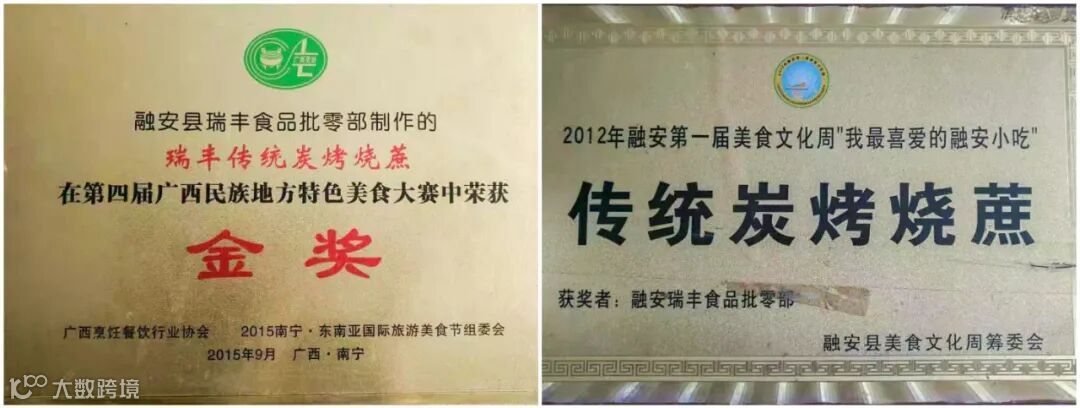 广西烹饪
融安县瑞丰食品批零部制作的
瑞丰传统炭烤烧蔗
在第四届广西民族地方特色美食大赛中荣获
金奖
广西烹饪餐饮行业协会 2015南宁·东南亚国际旅游美食节组委会
2015年9月 广西·南宁
大数跨境
2012年融安第一届美食文化周"我最喜爱的融安小吃"
传统炭烤烧蔗
获奖者：融安瑞丰食品批零部
融安县美食文化周筹委会